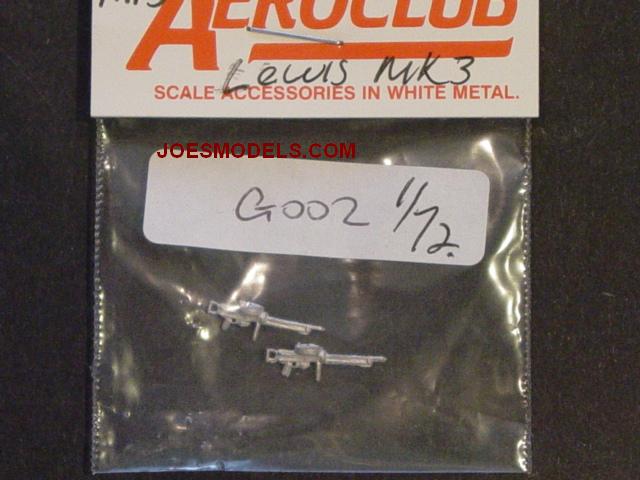 AEROCLUB
Lewis MK3
SCALE ACCESSORIES IN WHITE METAL.
JOESMODELS.COM
G002 1/72.